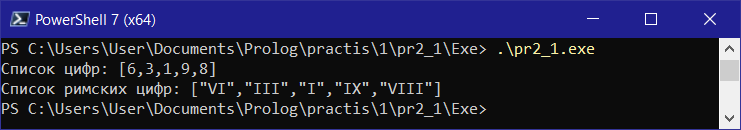 PowerShell 7 (x64)
PS C:\Users\User\Documents\Prolog\practis\1\pr2_1\Exe> .\pr2_1.exe
Список цифр: [6,3,1,9,8]
Список римских цифр: ["VI","III","I","IX","VIII"]
PS C:\Users\User\Documents\Prolog\practis\1\pr2_1\Exe>